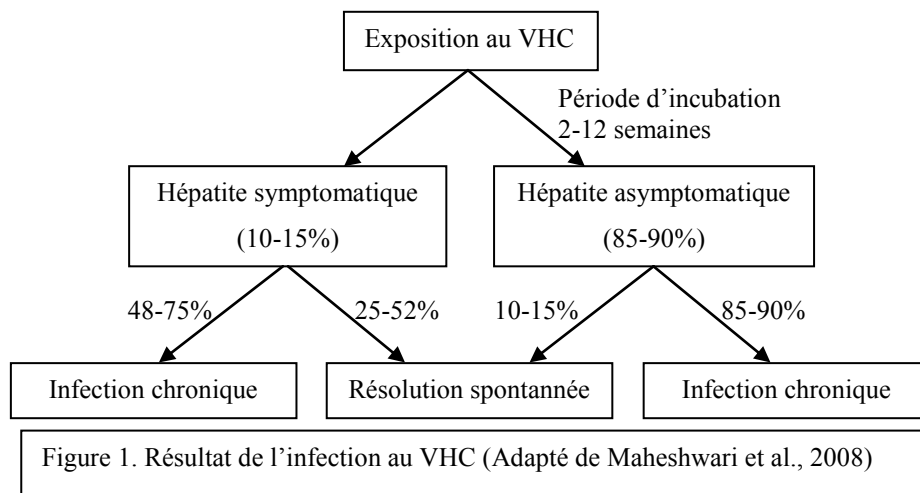 Exposition au VHC
Période d'incubation
2-12 semaines
Hépatite symptomatique
(10-15%)
Hépatite asymptomatique
(85-90%)
48-75%
25-52%
10-15%
85-90%
Infection chronique
Résolution spontannée
Infection chronique
Figure 1. Résultat de l'infection au VHC (Adapté de Maheshwari et al., 2008)